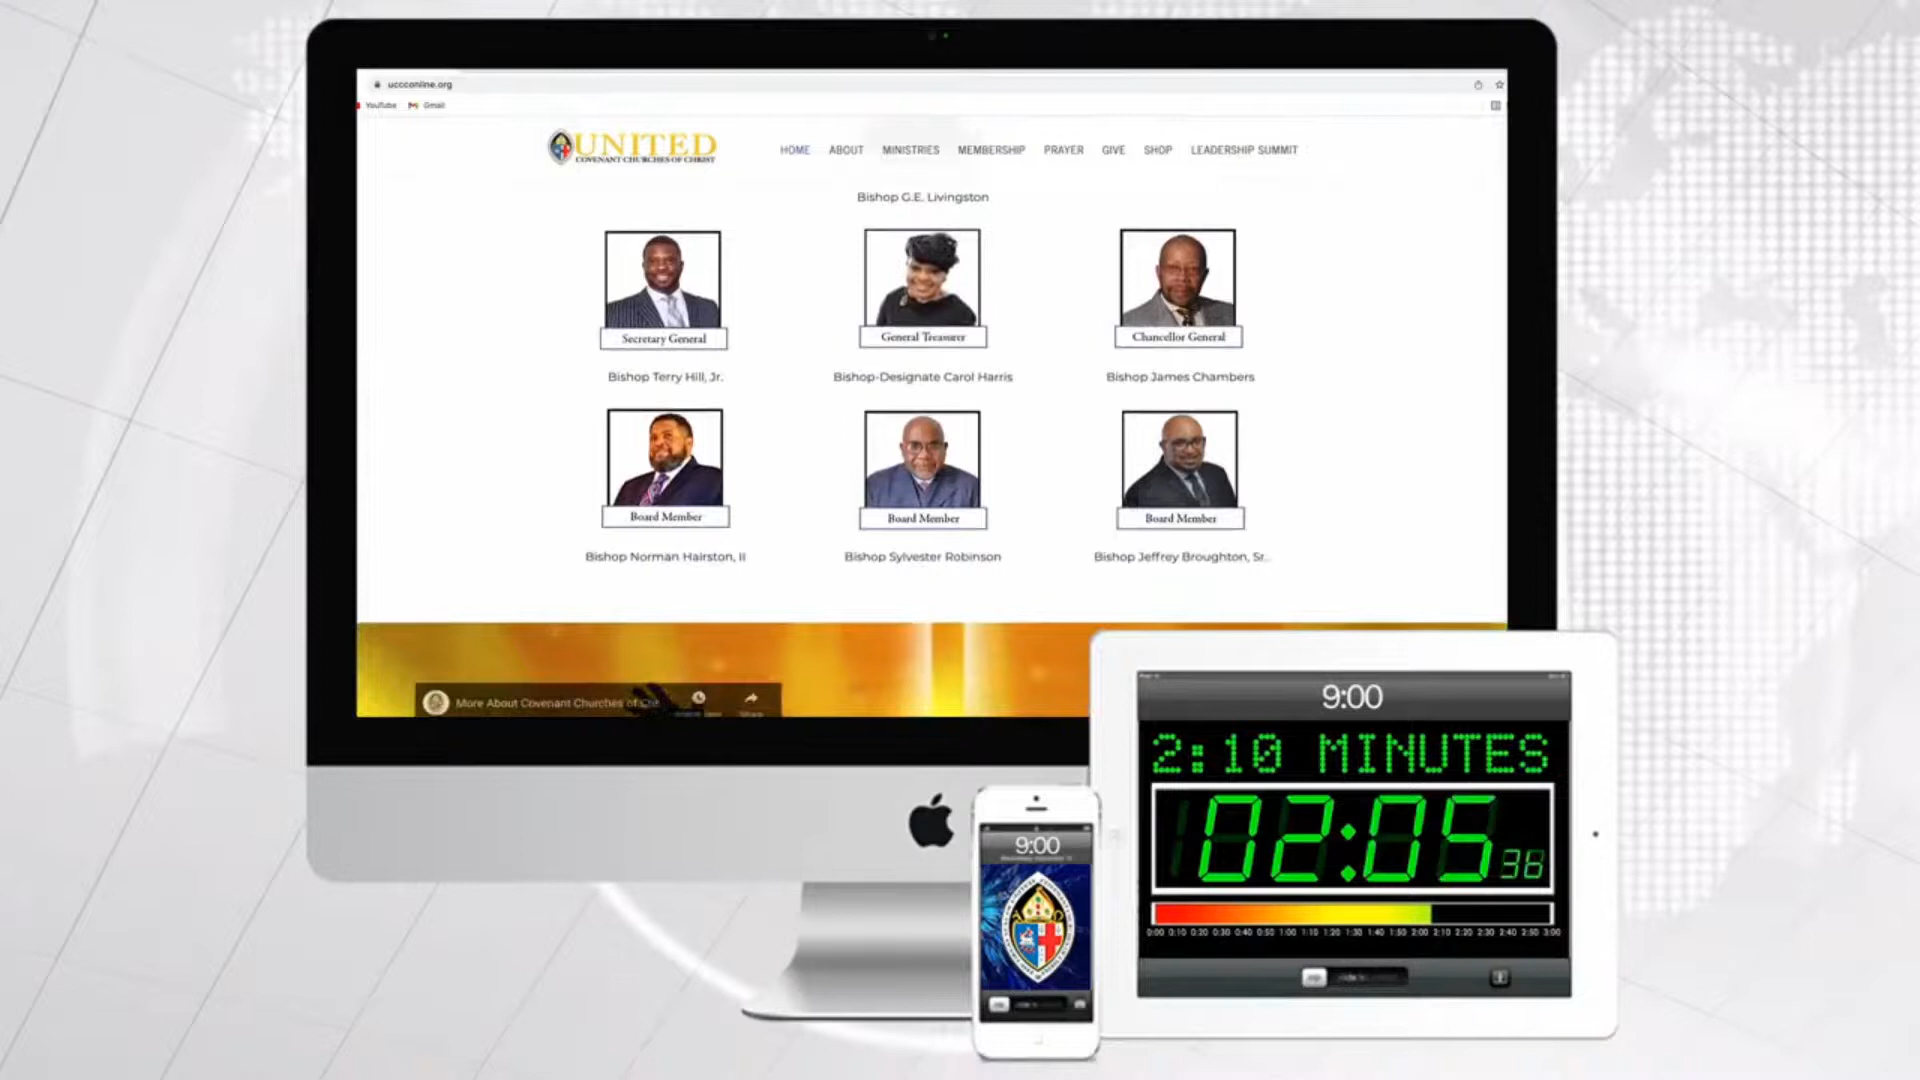 uccconline.org
YouTube Gmail
UNITED
COVENANT CHURCHES OF CHRIST
HOME ABOUT MINISTRIES MEMBERSHIP PRAYER GIVE SHOP LEADERSHIP SUMMIT
Bishop G.E. Livingston
Secretary General
General Treasurer
Chancellor General
Bishop Terry Hill, Jr.
Bishop-Designate Carol Harris
Bishop James Chambers
Board Member
Board Member
Board Member
Bishop Norman Hairston, II
Bishop Sylvester Robinson
Bishop Jeffrey Broughton, Sr.
More About Covenant Churches of
9:00
2:10 MINUTES
02:05 36
0:00 0:10 0:20 0:30 0:40 0:50 1:00 1:10 1:20 1:30 1:40 1:50 2:00 2:10 2:20 2:30 2:40 2:50 3:00
9:00